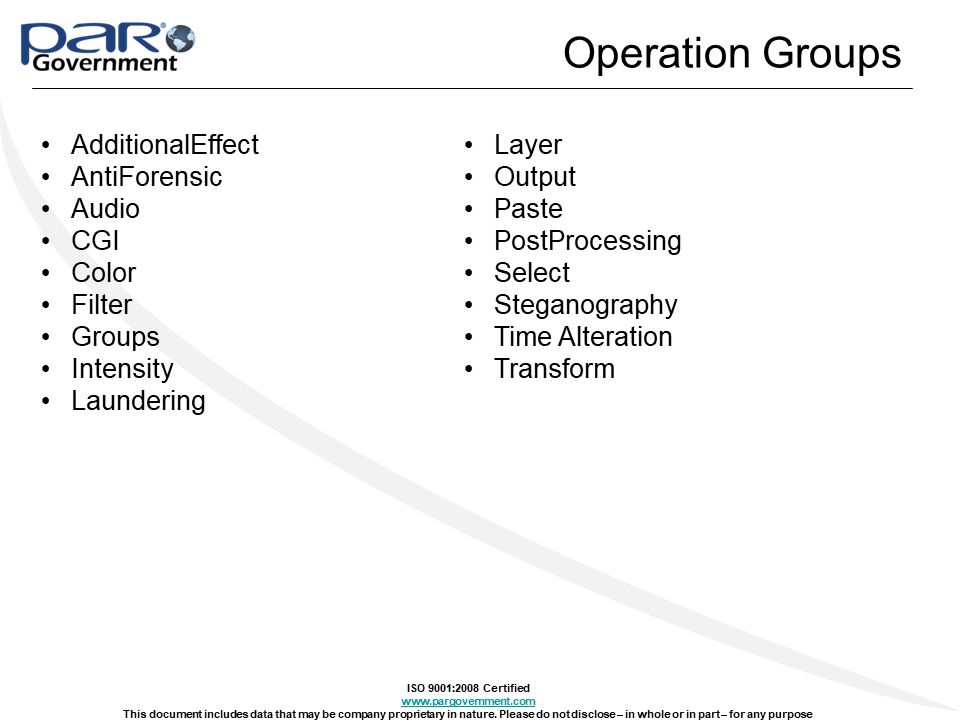 PAR® Government
Operation Groups
• AdditionalEffect
• AntiForensic
• Audio
• CGI
• Color
• Filter
• Groups
• Intensity
• Laundering
• Layer
• Output
• Paste
• PostProcessing
• Select
• Steganography
• Time Alteration
• Transform
ISO 9001:2008 Certified
www.pargovernment.com
This document includes data that may be company proprietary in nature. Please do not disclose – in whole or in part – for any purpose